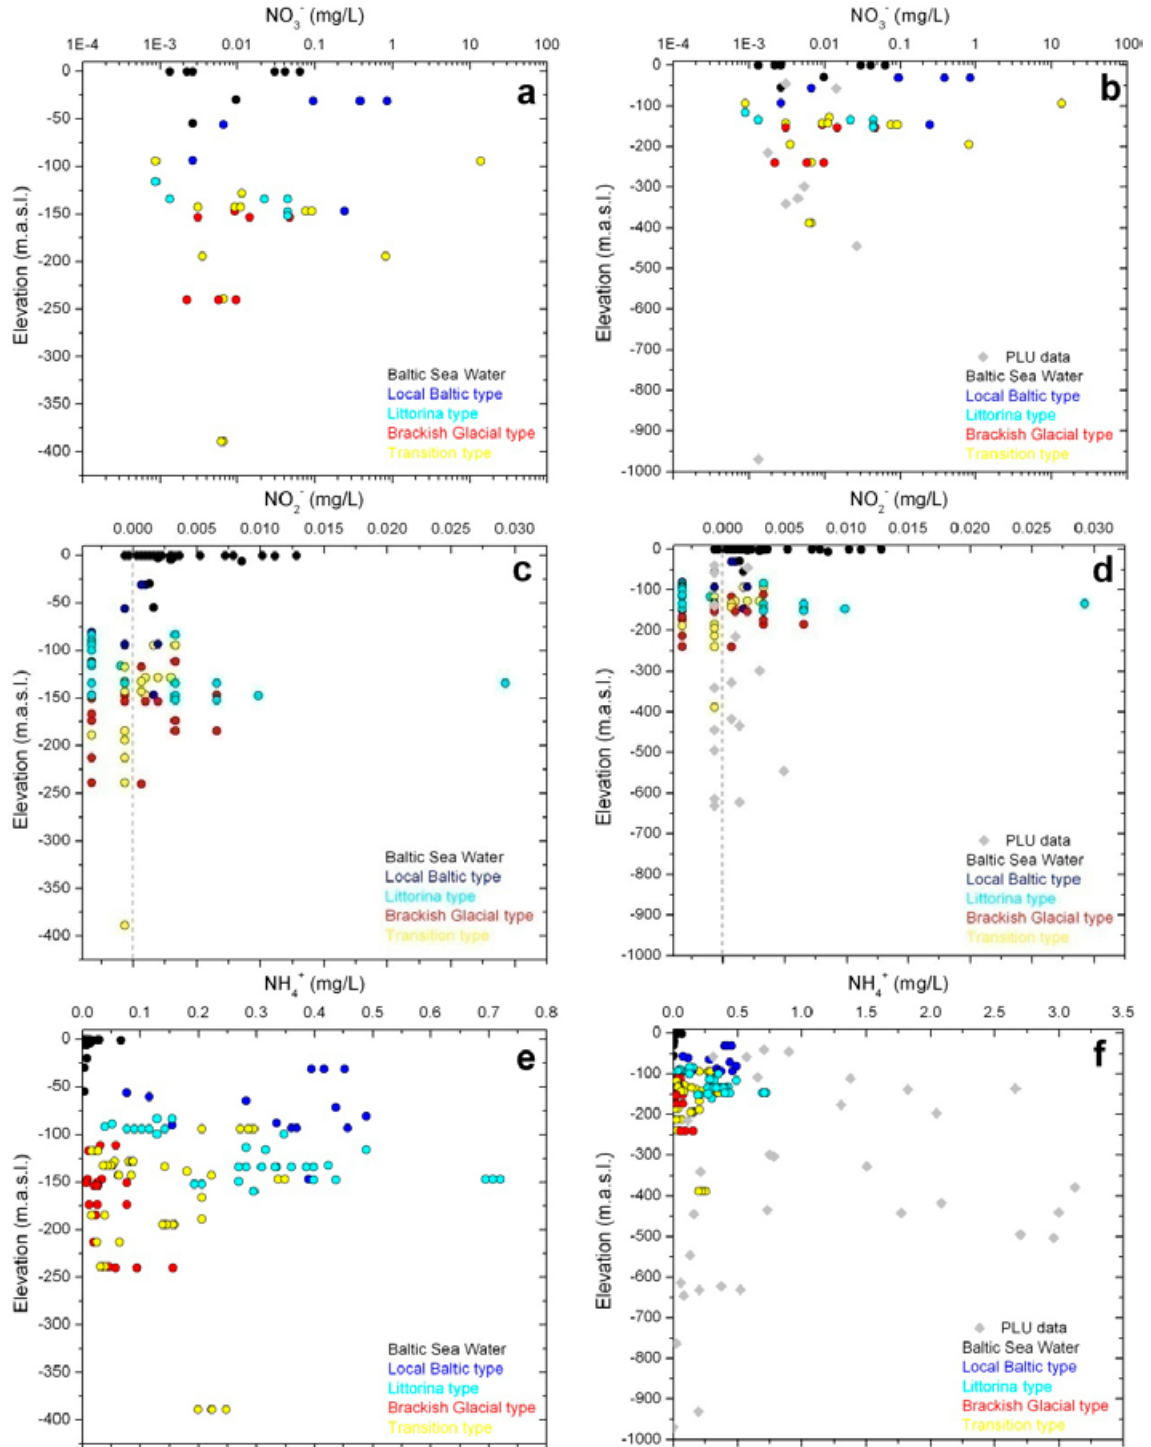 NO3- (mg/L)
1E-4 1E-3 0.01 0.1 1 10 100
a
0
-50
-100
-150
-200
-250
-300
-350
-400
Elevation (m.a.s.l.)
Baltic Sea Water
Local Baltic type
Littorina type
Brackish Glacial type
Transition type
NO3- (mg/L)
1E-4 1E-3 0.01 0.1 1 10 100
b
0
-100
-200
-300
-400
-500
-600
-700
-800
-900
-1000
Elevation (m.a.s.l.)
PLU data
Baltic Sea Water
Local Baltic type
Littorina type
Brackish Glacial type
Transition type
NO2- (mg/L)
0.000 0.005 0.010 0.015 0.020 0.025 0.030
c
0
-50
-100
-150
-200
-250
-300
-350
-400
Elevation (m.a.s.l.)
Baltic Sea Water
Local Baltic type
Littorina type
Brackish Glacial type
Transition type
NO2- (mg/L)
0.000 0.005 0.010 0.015 0.020 0.025 0.030
d
0
-100
-200
-300
-400
-500
-600
-700
-800
-900
-1000
Elevation (m.a.s.l.)
PLU data
Baltic Sea Water
Local Baltic type
Littorina type
Brackish Glacial type
Transition type
NH4+ (mg/L)
0.0 0.1 0.2 0.3 0.4 0.5 0.6 0.7 0.8
e
0
-50
-100
-150
-200
-250
-300
-350
-400
Elevation (m.a.s.l.)
Baltic Sea Water
Local Baltic type
Littorina type
Brackish Glacial type
Transition type
NH4+ (mg/L)
0.0 0.5 1.0 1.5 2.0 2.5 3.0 3.5
f
0
-100
-200
-300
-400
-500
-600
-700
-800
-900
-1000
Elevation (m.a.s.l.)
PLU data
Baltic Sea Water
Local Baltic type
Littorina type
Brackish Glacial type
Transition type